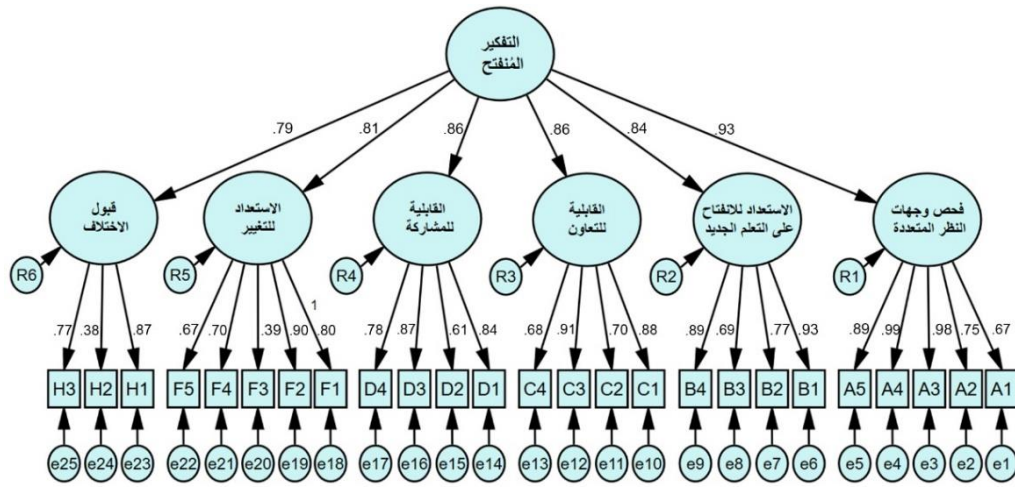 التفكير
المُنفتح
.79 .81 .86 .86 .84 .93
قبول
الاختلاف
الاستعداد
للتغيير
القابلية
للمشاركة
القابلية
للتعاون
الاستعداد للانفتاح
على التعلم الجديد
فحص وجهات
النظر المتعددة
R6 R5 R4 R3 R2 R1
1
.77 .38 .87 .67 .70 .39 .90 .80 .78 .87 .61 .84 .68 .91 .70 .88 .89 .69 .77 .93 .89 .99 .98 .75 .67
H3 H2 H1 F5 F4 F3 F2 F1 D4 D3 D2 D1 C4 C3 C2 C1 B4 B3 B2 B1 A5 A4 A3 A2 A1
e25 e24 e23 e22 e21 e20 e19 e18 e17 e16 e15 e14 e13 e12 e11 e10 e9 e8 e7 e6 e5 e4 e3 e2 e1